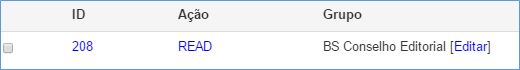 ID Ação Grupo
208 READ BS Conselho Editorial [Editar]